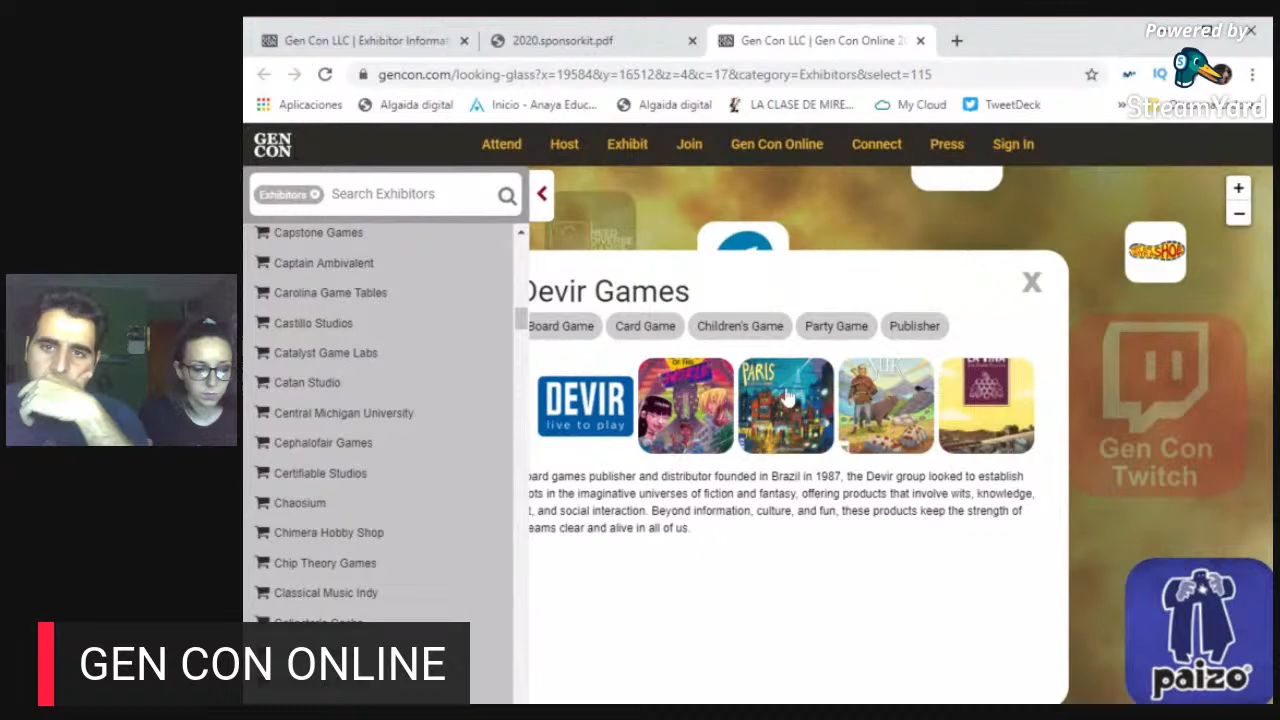 Gen Con LLC | Exhibitor Informat
2020.sponsorkit.pdf
Gen Con LLC | Gen Con Online 2
Powered by
StreamYard
gencon.com/looking-glass?x=19584&y=16512&z=4&c=17&category=Exhibitors&select=115
IQ
Aplicaciones
Algaida digital
Inicio - Anaya Educ...
Algaida digital
LA CLASE DE MIRE...
My Cloud
TweetDeck
GEN
CON
Attend
Host
Exhibit
Join
Gen Con Online
Connect
Press
Sign In
Exhibitors
Search Exhibitors
Capstone Games
Captain Ambivalent
Carolina Game Tables
Castillo Studios
Catalyst Game Labs
Catan Studio
Central Michigan University
Cephalofair Games
Certifiable Studios
Chaosium
Chimera Hobby Shop
Chip Theory Games
Classical Music Indy
NEED
DIVERSE
GAMES
Devir Games
X
Board Game
Card Game
Children's Game
Party Game
Publisher
DEVIR
live to play
PARIS
LA VIÑA
oard games publisher and distributor founded in Brazil in 1987, the Devir group looked to establish
ots in the imaginative universes of fiction and fantasy, offering products that involve wits, knowledge,
t, and social interaction. Beyond information, culture, and fun, these products keep the strength of
eams clear and alive in all of us.
+
−
Gen Con
Twitch
paizo
GEN CON ONLINE